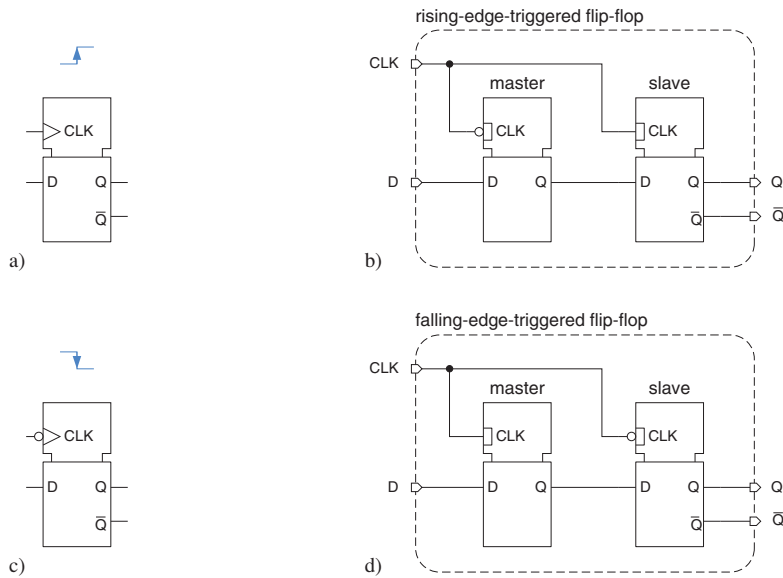 rising-edge-triggered flip-flop
CLK
master
slave
CLK
CLK
CLK
D
Q
D
D
Q
D
Q
Q
Q̅
Q̅
Q̅
a)
b)
falling-edge-triggered flip-flop
CLK
master
slave
CLK
CLK
CLK
D
Q
D
D
Q
D
Q
Q
Q̅
Q̅
Q̅
c)
d)